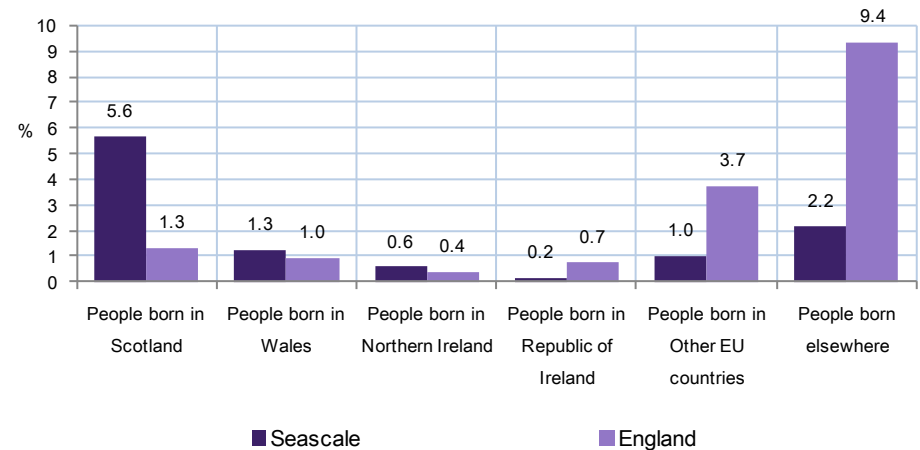 10
9
8
7
6
5
4
3
2
1
0
%
5.6
1.3
1.3
1.0
0.6
0.4
0.2
0.7
1.0
3.7
2.2
9.4
People born in
Scotland
People born in
Wales
People born in
Northern Ireland
People born in
Republic of
Ireland
People born in
Other EU
countries
People born
elsewhere
Seascale
England